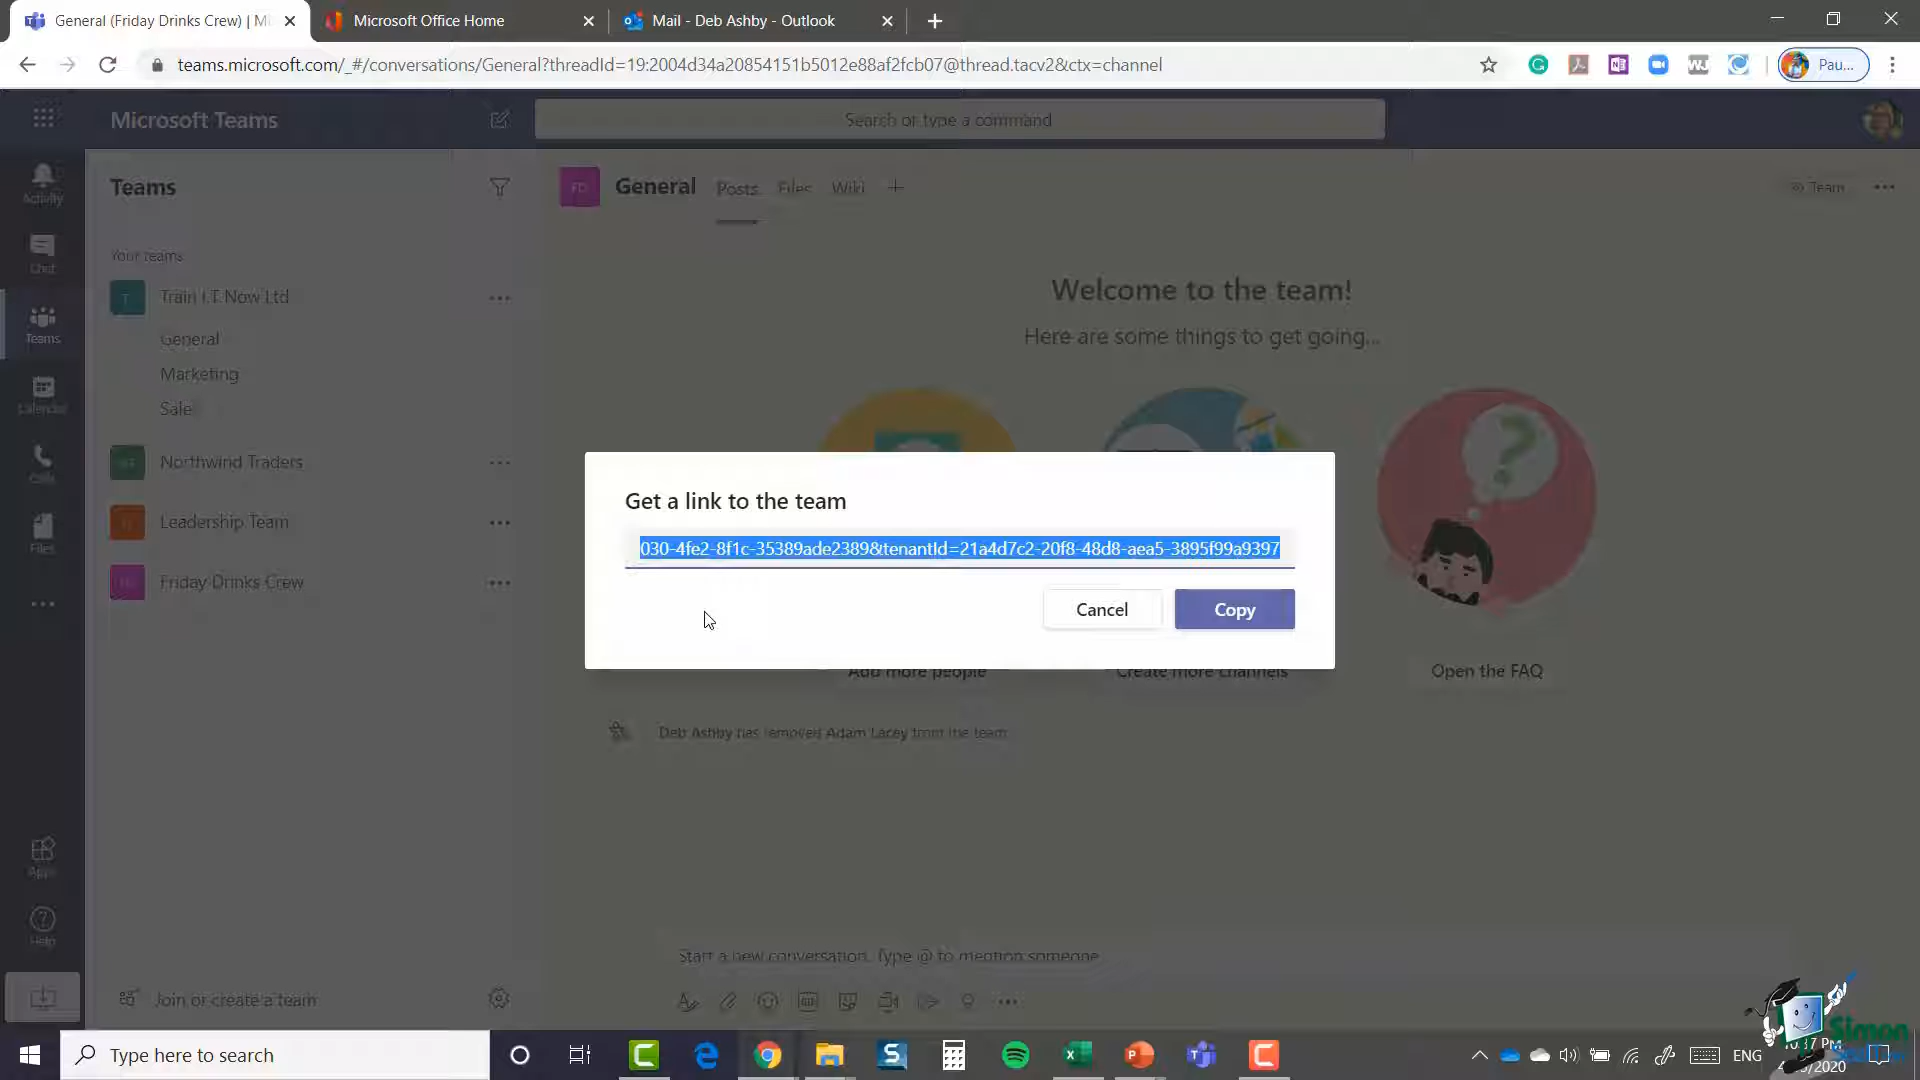 General (Friday Drinks Crew) | Mi
Microsoft Office Home
Mail - Deb Ashby - Outlook
teams.microsoft.com/_#/conversations/General?threadId=19:2004d34a20854151b5012e88af2fcb07@thread.tacv2&ctx=channel
Pau...
Microsoft Teams
Search or type a command
Activity
Chat
Teams
Calendar
Calls
Files
Apps
Help
Teams
Your teams
T
Train I.T Now Ltd
General
Marketing
Sale
Northwind Traders
Leadership Team
Friday Drinks Crew
Join or create a team
FD
General
Posts
Files
Wiki
Team
Welcome to the team!
Here are some things to get going...
Get a link to the team
030-4fe2-8f1c-35389ade2389&tenantId=21a4d7c2-20f8-48d8-aea5-3895f99a9397
Cancel
Copy
Add more people
Create more channels
Open the FAQ
Deb Ashby has removed Adam Lacey from the team.
Start a new conversation. Type @ to mention someone.
Type here to search
ENG
Simon